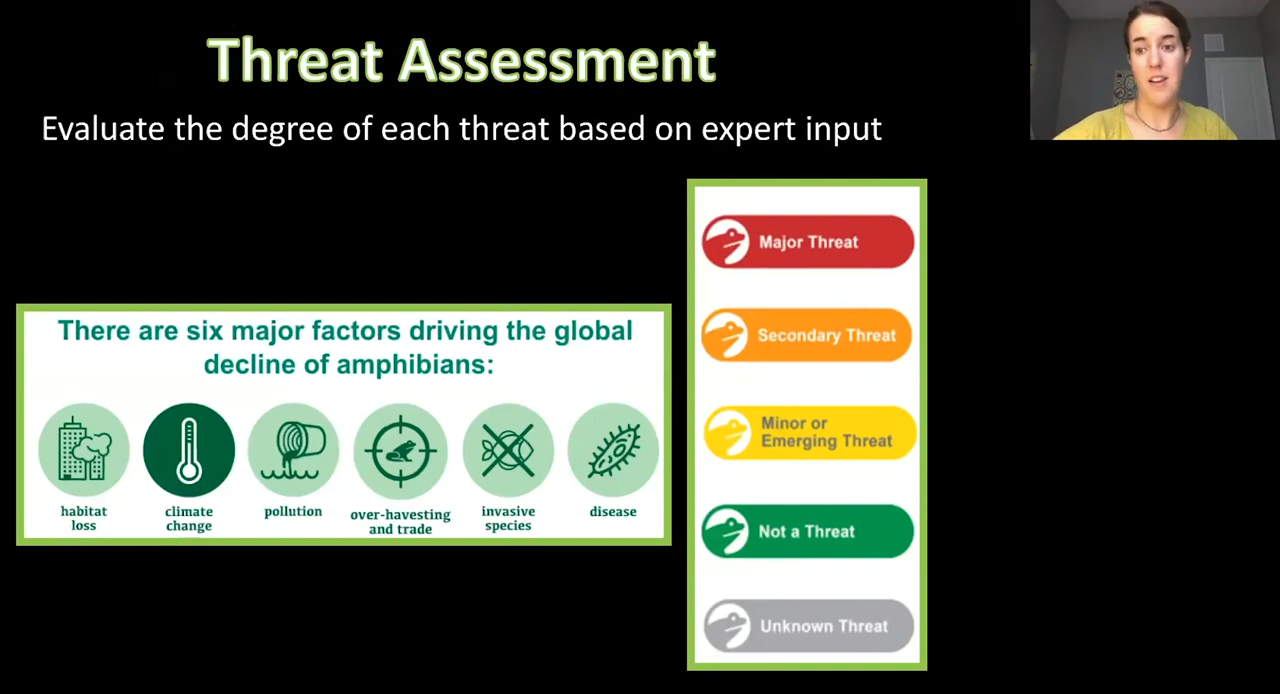 Threat Assessment
Evaluate the degree of each threat based on expert input
There are six major factors driving the global
decline of amphibians:
habitat
loss
climate
change
pollution
over-havesting
and trade
invasive
species
disease
Major Threat
Secondary Threat
Minor or
Emerging Threat
Not a Threat
Unknown Threat